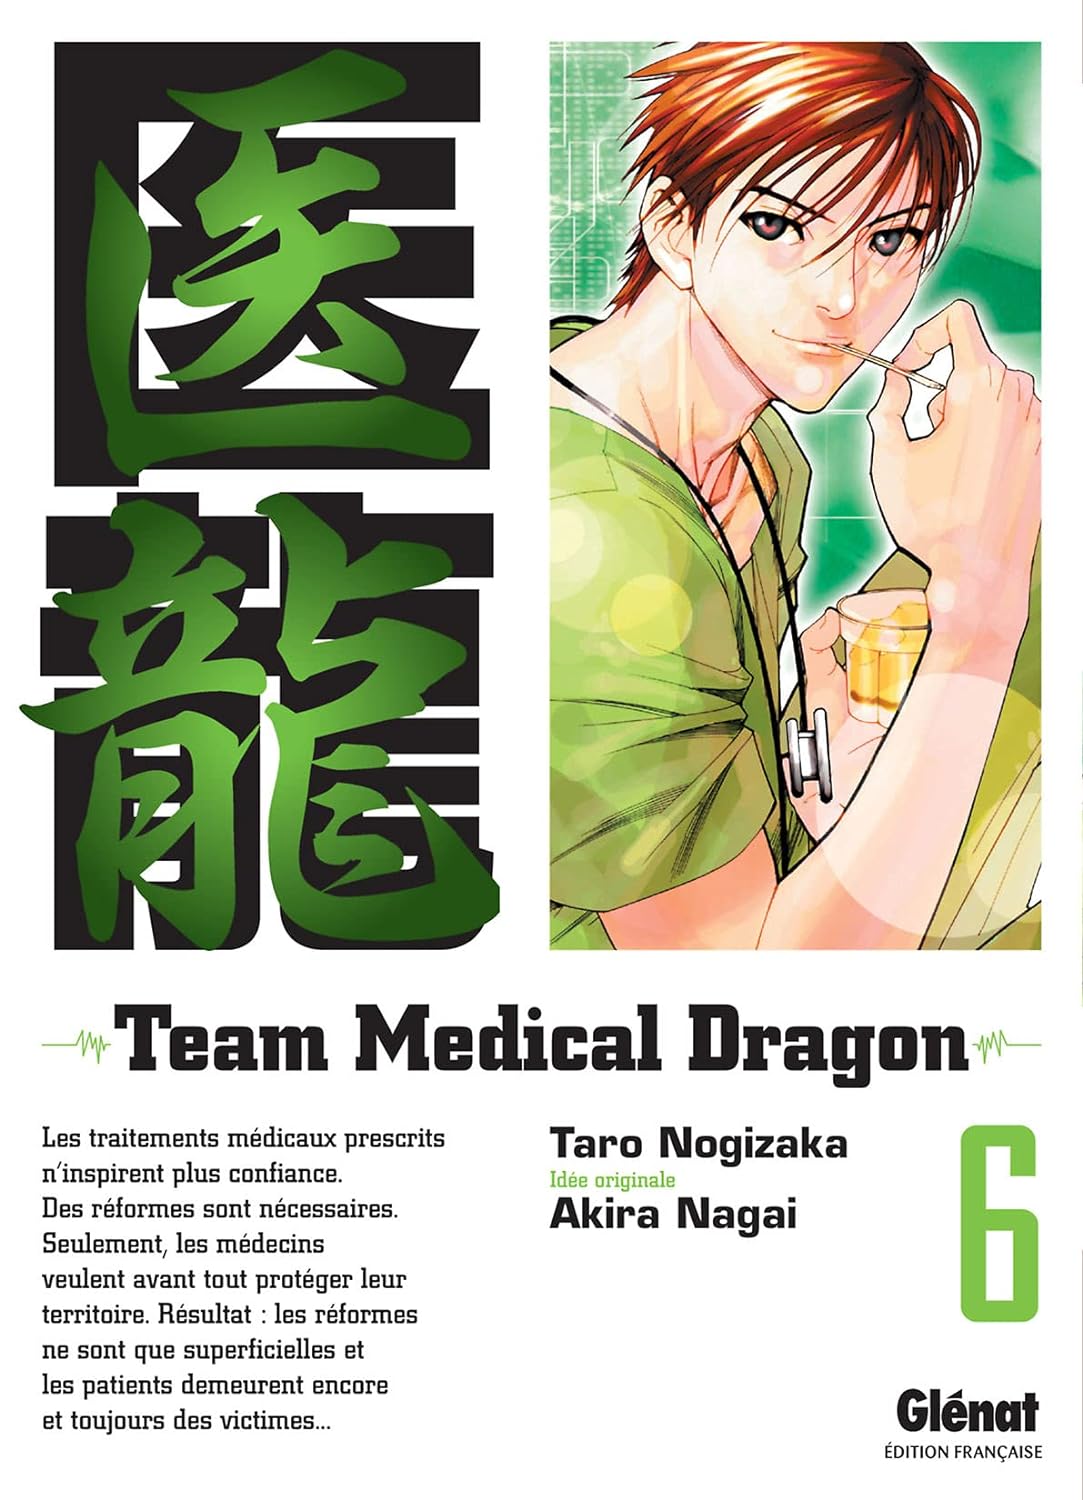 医
龍
Team Medical Dragon
Les traitements médicaux prescrits
n'inspirent plus confiance.
Des réformes sont nécessaires.
Seulement, les médecins
veulent avant tout protéger leur
territoire. Résultat : les réformes
ne sont que superficielles et
les patients demeurent encore
et toujours des victimes...
Taro Nogizaka
Idée originale
Akira Nagai
6
Glénat
ÉDITION FRANÇAISE